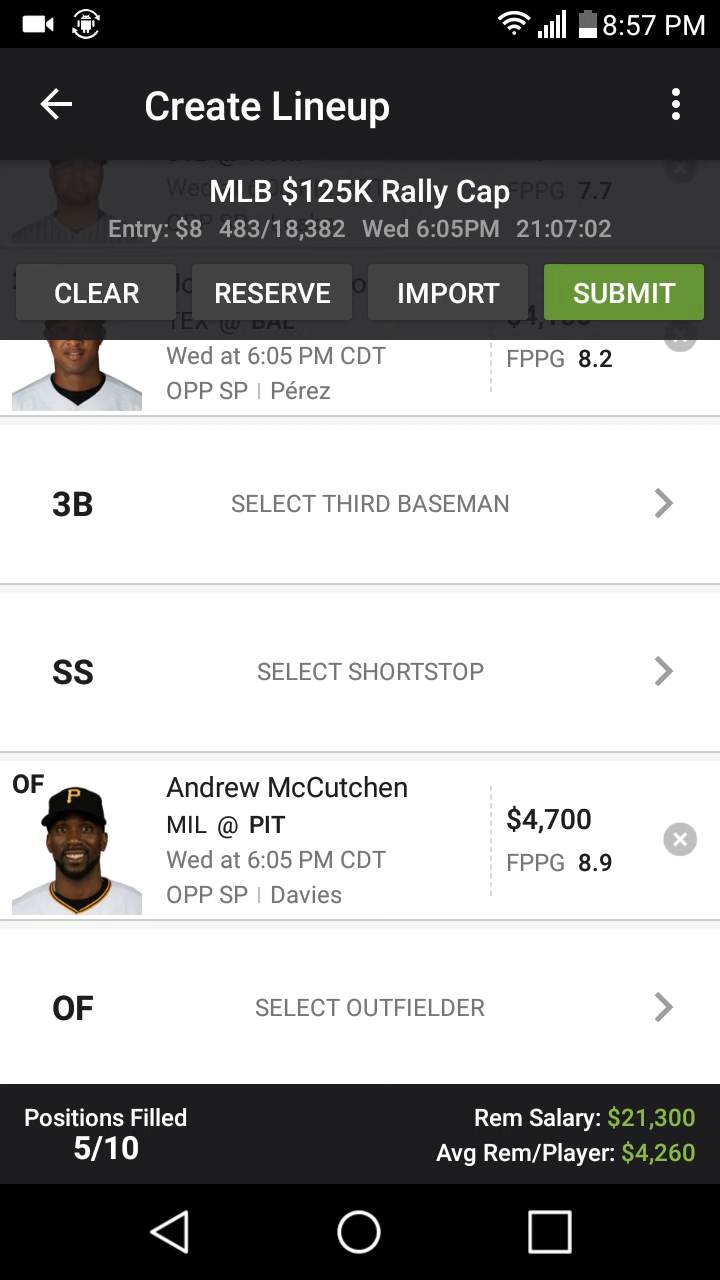 8:57 PM
Create Lineup
MLB $125K Rally Cap
FPPG 7.7
Entry: $8 483/18,382 Wed 6:05PM 21:07:02
CLEAR RESERVE IMPORT SUBMIT
TEX @ BAL
Wed at 6:05 PM CDT
FPPG 8.2
OPP SP | Pérez
3B SELECT THIRD BASEMAN
SS SELECT SHORTSTOP
OF
Andrew McCutchen
MIL @ PIT
$4,700
Wed at 6:05 PM CDT
FPPG 8.9
OPP SP | Davies
OF SELECT OUTFIELDER
Positions Filled
5/10
Rem Salary: $21,300
Avg Rem/Player: $4,260